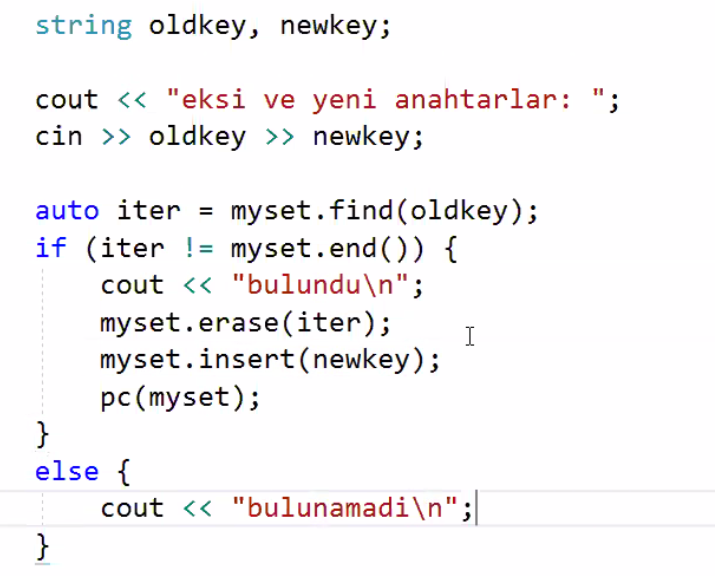 string oldkey, newkey;
cout << "eksi ve yeni anahtarlar: ";
cin >> oldkey >> newkey;
auto iter = myset.find(oldkey);
if (iter != myset.end()) {
cout << "bulundu\n";
myset.erase(iter);
myset.insert(newkey);
pc(myset);
}
else {
cout << "bulunamadi\n";
}